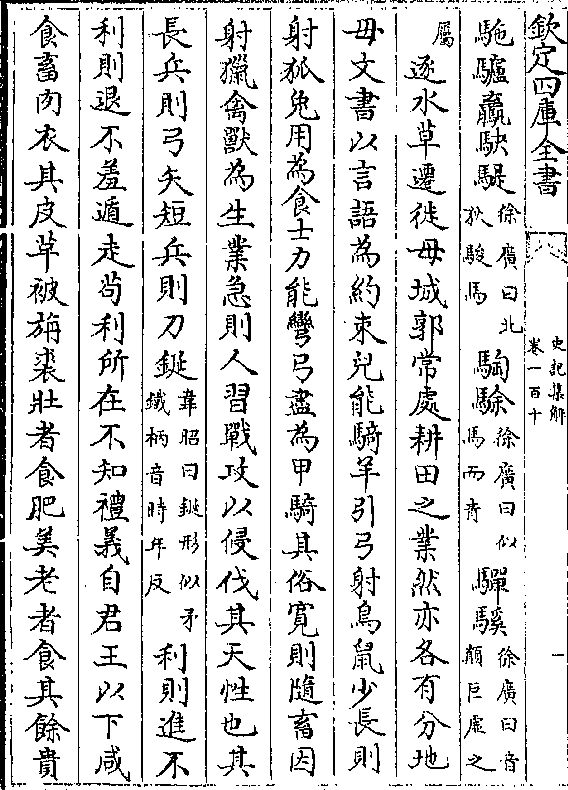 欽定四庫全書
史記集解
卷一百十
一
駞驢驘駃騠徐廣曰北狄駿馬騊駼徐廣曰似馬而青驒騱徐廣曰音顛巨虛之
屬逐水草遷徙毋城郭常處耕田之業然亦各有分地
毋文書以言語為約束兒能騎羊引弓射鳥鼠少長則
射狐兔用為食士力能彎弓盡為甲騎其俗寛則隨畜因
射獵禽獸為生業急則人習戰攻以侵伐其天性也其
長兵則弓矢短兵則刀鋋韋昭曰鋋形似矛鐵柄音時年反利則進不
利則退不羞遁走苟利所在不知禮義自君王以下咸
食畜肉衣其皮革被旃裘壯者食肥美老者食其餘貴